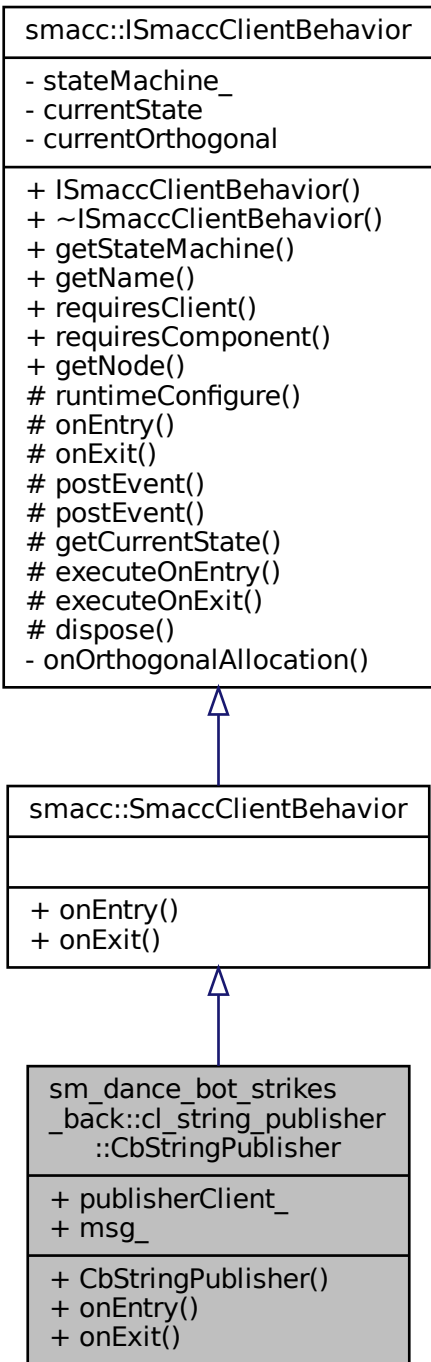 smacc::ISmaccClientBehavior
- stateMachine_
- currentState
- currentOrthogonal
+ ISmaccClientBehavior()
+ ~ISmaccClientBehavior()
+ getStateMachine()
+ getName()
+ requiresClient()
+ requiresComponent()
+ getNode()
# runtimeConfigure()
# onEntry()
# onExit()
# postEvent()
# postEvent()
# getCurrentState()
# executeOnEntry()
# executeOnExit()
# dispose()
- onOrthogonalAllocation()
smacc::SmaccClientBehavior
+ onEntry()
+ onExit()
sm_dance_bot_strikes
_back::cl_string_publisher
::CbStringPublisher
+ publisherClient_
+ msg_
+ CbStringPublisher()
+ onEntry()
+ onExit()